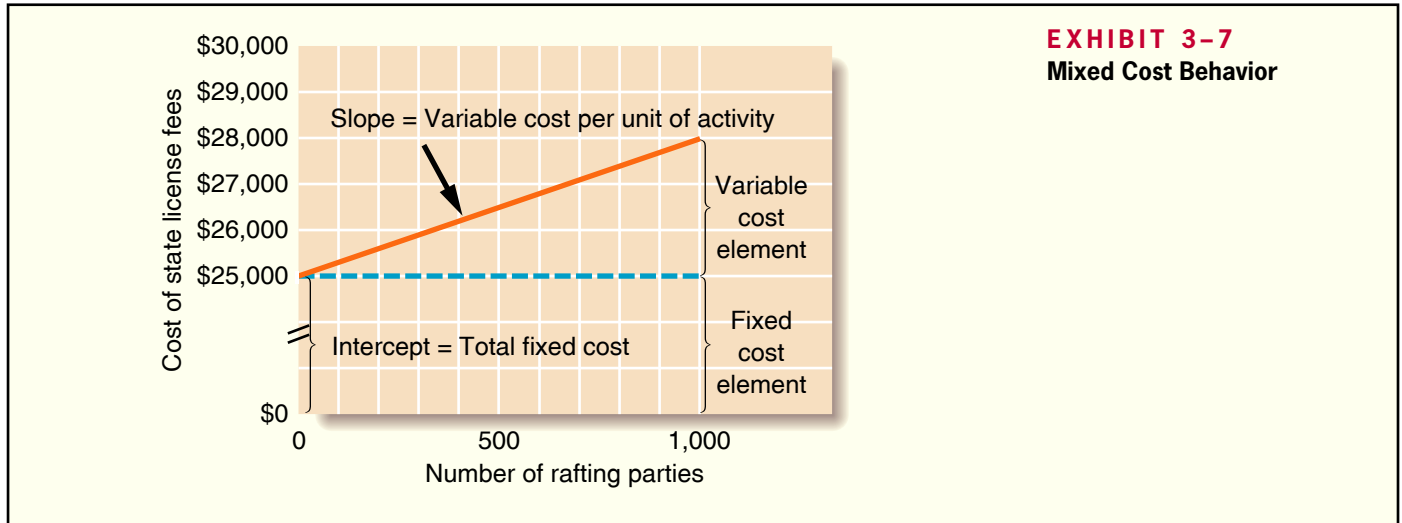 EXHIBIT 3–7
Mixed Cost Behavior
Cost of state license fees
$30,000
$29,000
$28,000
$27,000
$26,000
$25,000
$0
Slope = Variable cost per unit of activity
Variable
cost
element
Intercept = Total fixed cost
Fixed
cost
element
0
500
1,000
Number of rafting parties